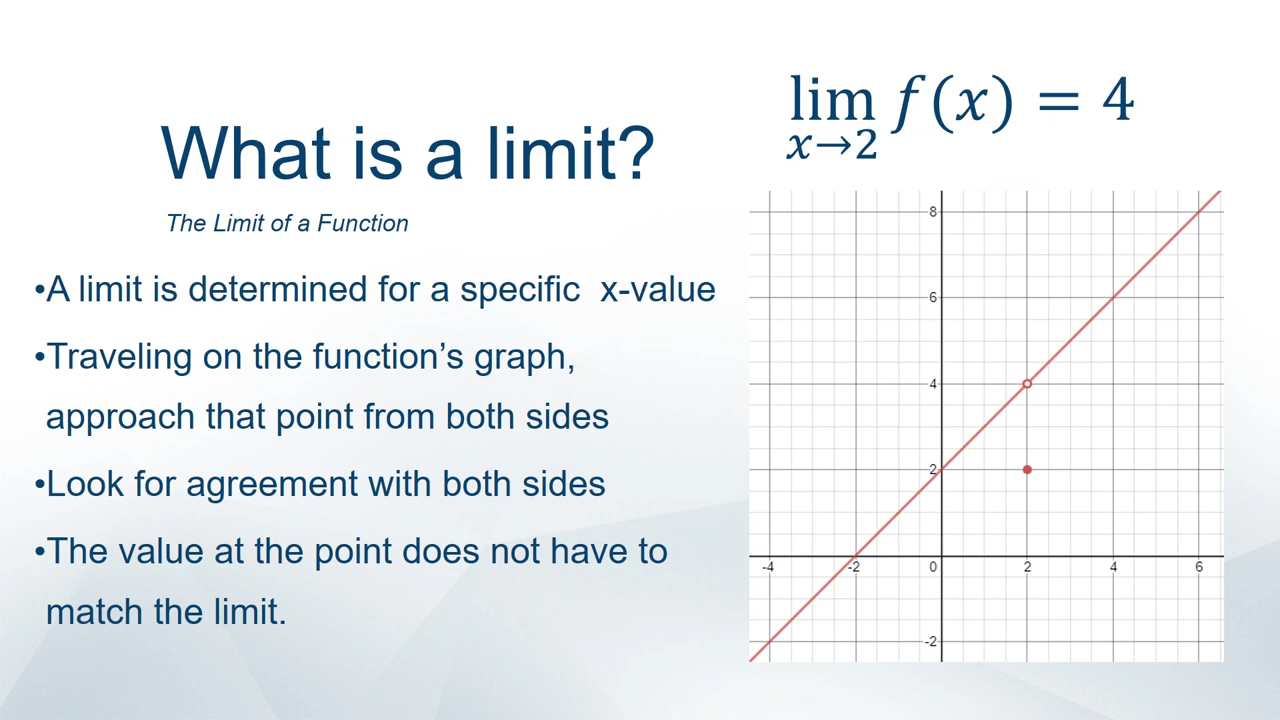 What is a limit?
The Limit of a Function
•A limit is determined for a specific  x-value
•Traveling on the function’s graph,
approach that point from both sides
•Look for agreement with both sides
•The value at the point does not have to
match the limit.
lim f(x) = 4
x→2
8
6
4
2
-4 -2 0 2 4 6
-2